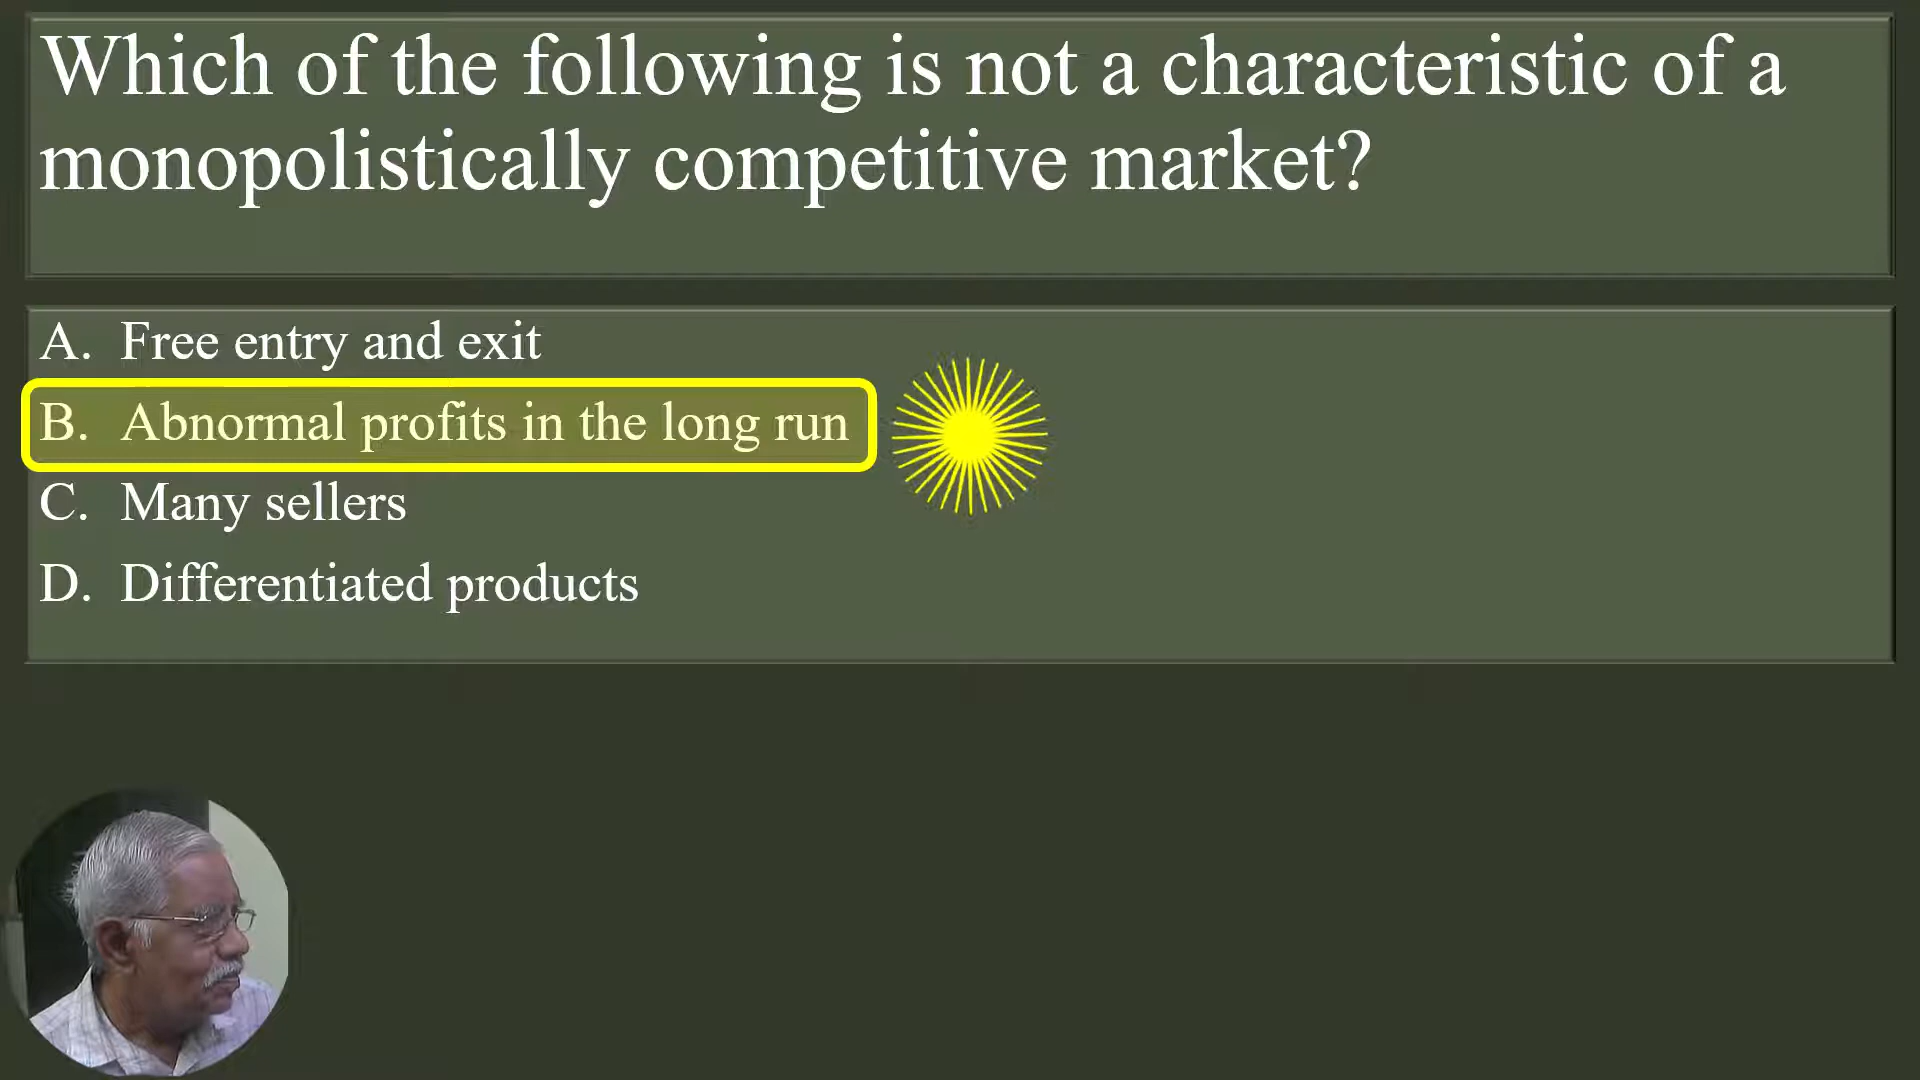 Which of the following is not a characteristic of a
monopolistically competitive market?
A. Free entry and exit
B. Abnormal profits in the long run
C. Many sellers
D. Differentiated products